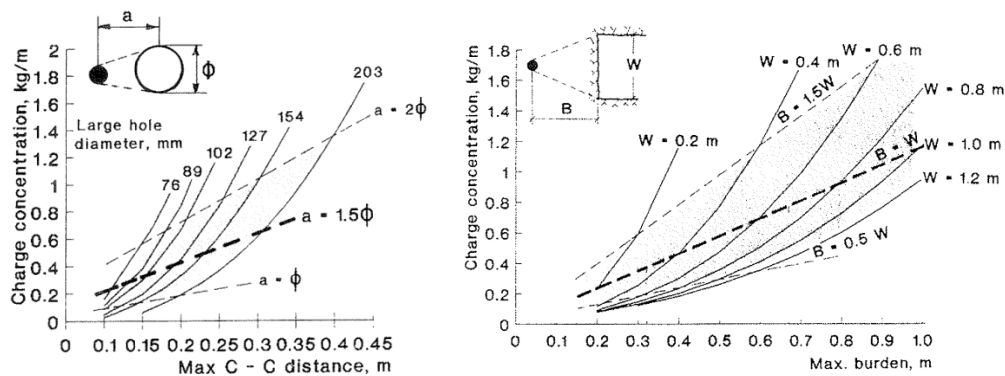 a
ϕ
Charge concentration, kg/m
2
1.8
1.6
1.4
1.2
1
0.8
0.6
0.4
0.2
0
Large hole
diameter, mm
76
89
102
127
154
203
a = 2ϕ
a = 1.5ϕ
a = ϕ
0 0.1 0.15 0.2 0.25 0.3 0.35 0.45
Max C - C distance, m
W
B
Charge concentration, kg/m
2
1.8
1.6
1.4
1.2
1
0.8
0.6
0.4
0.2
0
W = 0.2 m
W = 0.4 m
W = 0.6 m
W = 0.8 m
W = 1.0 m
W = 1.2 m
B = 1.5W
B = W
B = 0.5 W
0 0.2 0.3 0.4 0.5 0.6 0.7 0.8 0.9 1.0
Max. burden, m